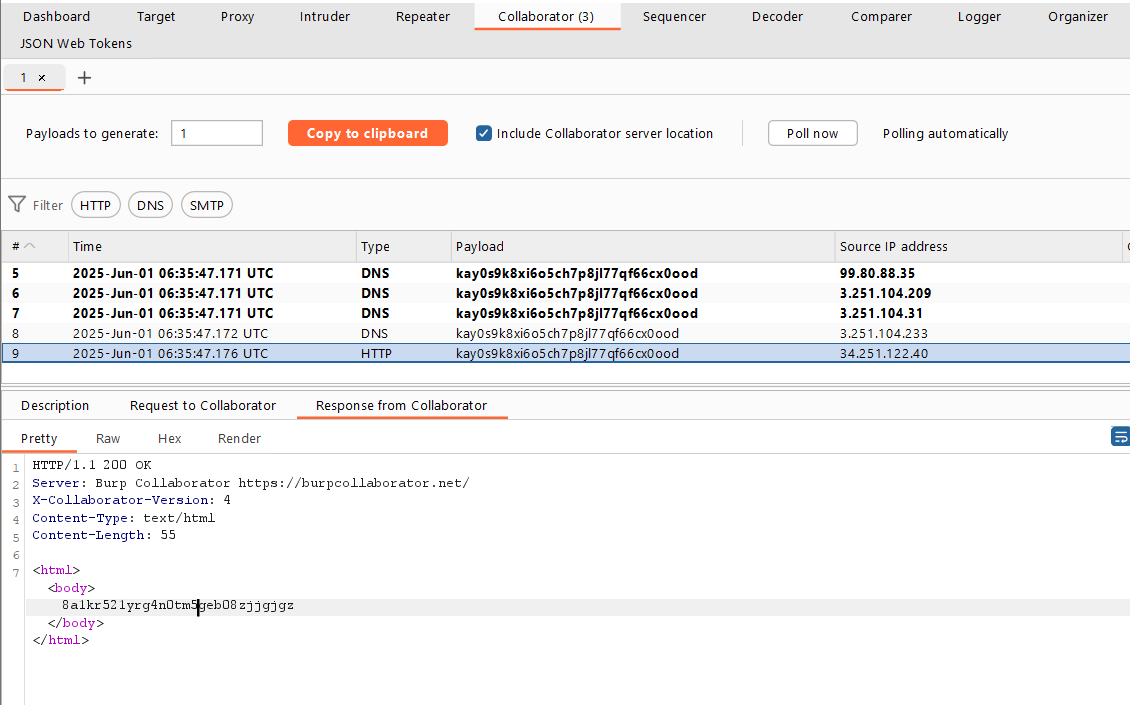 Dashboard Target Proxy Intruder Repeater Collaborator (3) Sequencer Decoder Comparer Logger Organizer
JSON Web Tokens
1 × +
Payloads to generate: 1 Copy to clipboard Include Collaborator server location Poll now Polling automatically
Filter HTTP DNS SMTP
# Time Type Payload Source IP address
5 2025-Jun-01 06:35:47.171 UTC DNS kay0s9k8xi6o5ch7p8jl77qf66cx0ood 99.80.88.35
6 2025-Jun-01 06:35:47.171 UTC DNS kay0s9k8xi6o5ch7p8jl77qf66cx0ood 3.251.104.209
7 2025-Jun-01 06:35:47.171 UTC DNS kay0s9k8xi6o5ch7p8jl77qf66cx0ood 3.251.104.31
8 2025-Jun-01 06:35:47.172 UTC DNS kay0s9k8xi6o5ch7p8jl77qf66cx0ood 3.251.104.233
9 2025-Jun-01 06:35:47.176 UTC HTTP kay0s9k8xi6o5ch7p8jl77qf66cx0ood 34.251.122.40
Description Request to Collaborator Response from Collaborator
Pretty Raw Hex Render
1 HTTP/1.1 200 OK
2 Server: Burp Collaborator https://burpcollaborator.net/
3 X-Collaborator-Version: 4
4 Content-Type: text/html
5 Content-Length: 55
6
7 <html>
<body>
8a1kr521yrg4n0tm5geb08zjjgjgz
</body>
</html>